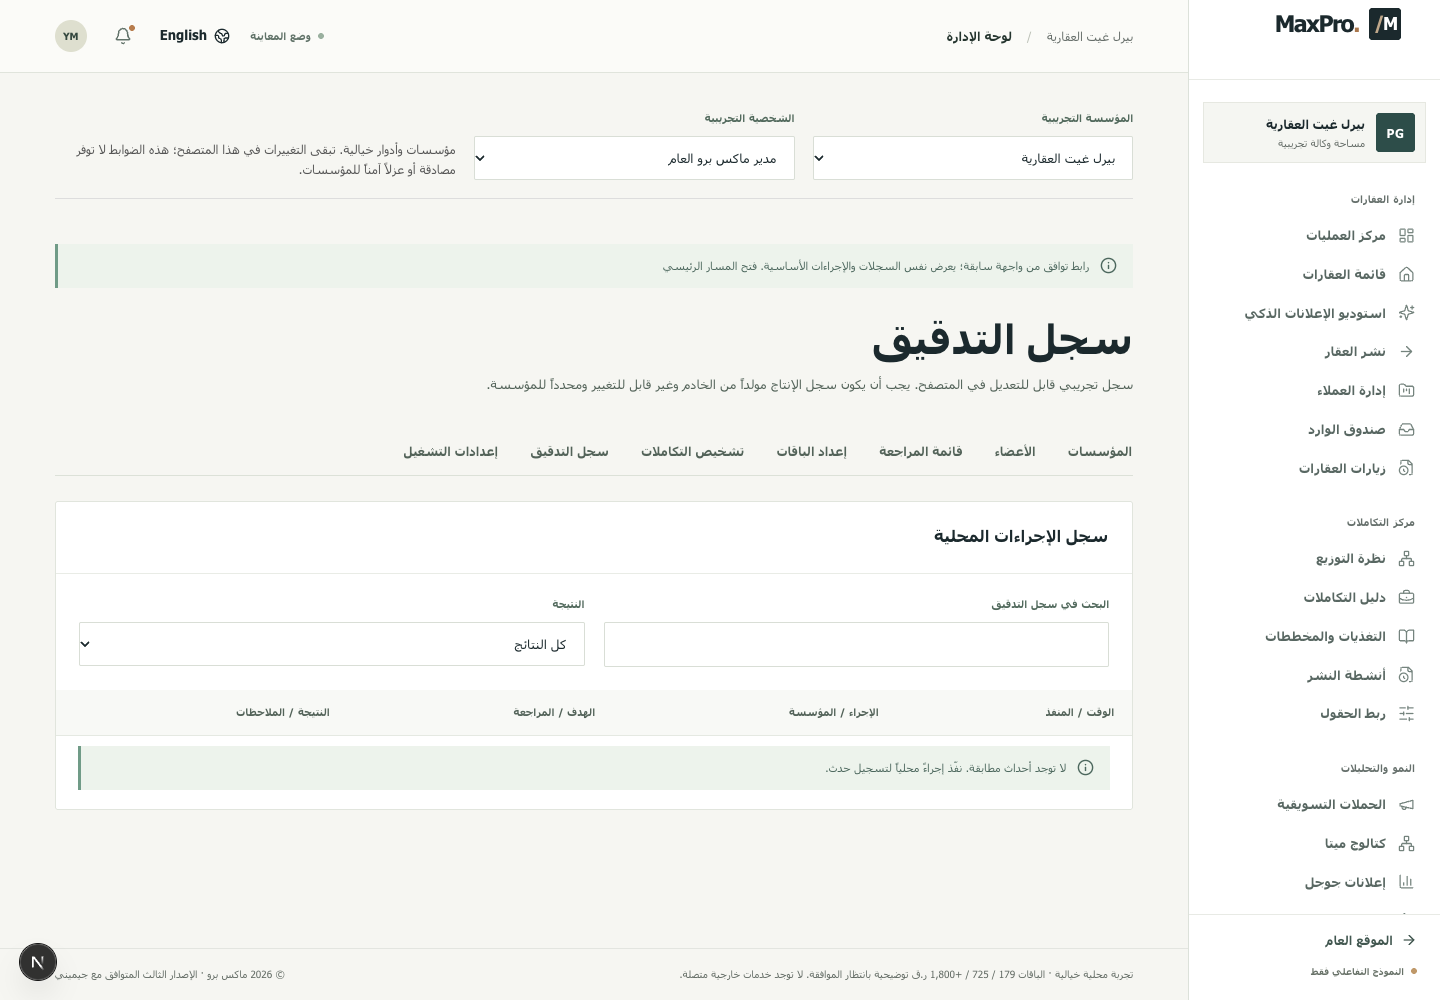 MaxPro.
/M
بيرل غيت العقارية
مساحة وكالة تجريبية
PG
إدارة العقارات
مركز العمليات
قائمة العقارات
استوديو الإعلانات الذكي
نشر العقار
إدارة العملاء
صندوق الوارد
زيارات العقارات
مركز التكاملات
نظرة التوزيع
دليل التكاملات
التغذيات والمخططات
أنشطة النشر
ربط الحقول
النمو والتحليلات
الحملات التسويقية
كتالوج ميتا
إعلانات جوجل
الموقع العام
النموذج التفاعلي فقط
بيرل غيت العقارية / لوحة الإدارة
وضع المعاينة
English
YM
المؤسسة التجريبية
بيرل غيت العقارية
الشخصية التجريبية
مدير ماكس برو العام
مؤسسات وأدوار خيالية. تبقى التغييرات في هذا المتصفح؛ هذه الضوابط لا توفر
مصادقة أو عزلاً آمناً للمؤسسات.
رابط توافق من واجهة سابقة؛ يعرض نفس السجلات والإجراءات الأساسية. فتح المسار الرئيسي
سجل التدقيق
سجل تجريبي قابل للتعديل في المتصفح. يجب أن يكون سجل الإنتاج مولداً من الخادم وغير قابل للتغيير ومحدداً للمؤسسة.
المؤسسات الأعضاء قائمة المراجعة إعداد الباقات تشخيص التكاملات سجل التدقيق إعدادات التشغيل
سجل الإجراءات المحلية
البحث في سجل التدقيق
النتيجة
كل النتائج
الوقت / المنفذ الإجراء / المؤسسة الهدف / المراجعة النتيجة / الملاحظات
لا توجد أحداث مطابقة. نفّذ إجراءً محلياً لتسجيل حدث.
تجربة محلية خيالية · الباقات 179 / 725 / 1,800+ ر.ق توضيحية بانتظار الموافقة. لا توجد خدمات خارجية متصلة.
© 2026 ماكس برو · الإصدار الثالث المتوافق مع جيميني
N